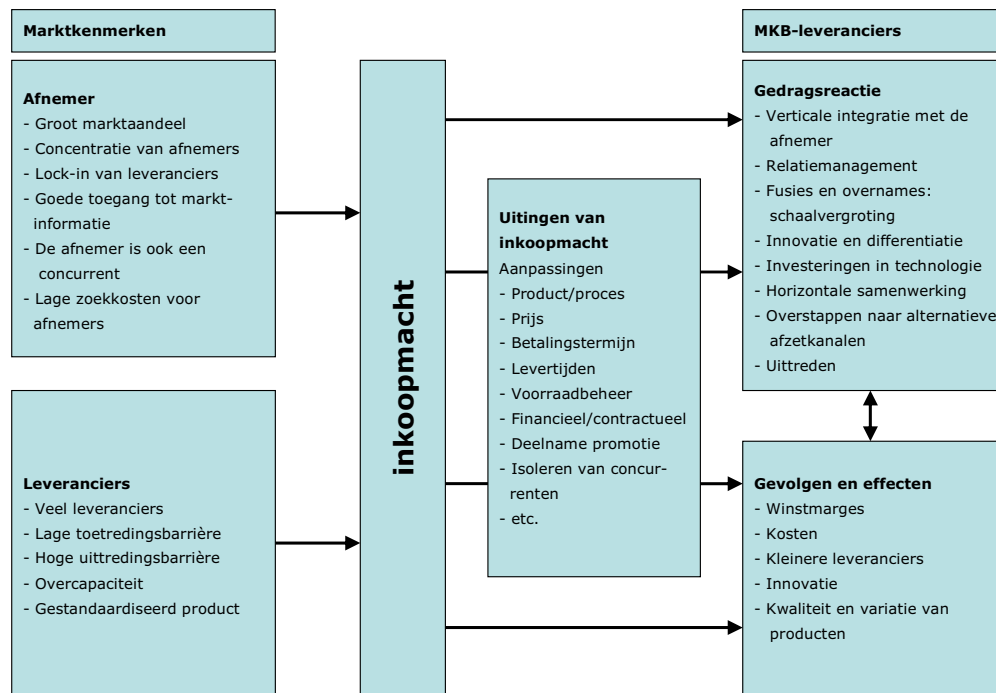 Marktkenmerken
Afnemer
- Groot marktaandeel
- Concentratie van afnemers
- Lock-in van leveranciers
- Goede toegang tot markt-
informatie
- De afnemer is ook een
concurrent
- Lage zoekkosten voor
afnemers
Leveranciers
- Veel leveranciers
- Lage toetredingsbarrière
- Hoge uittredingsbarrière
- Overcapaciteit
- Gestandaardiseerd product
inkoopmacht
Uitingen van
inkoopmacht
Aanpassingen
- Product/proces
- Prijs
- Betalingstermijn
- Levertijden
- Voorraadbeheer
- Financieel/contractueel
- Deelname promotie
- Isoleren van concur-
renten
- etc.
MKB-leveranciers
Gedragsreactie
- Verticale integratie met de
afnemer
- Relatiemanagement
- Fusies en overnames:
schaalvergroting
- Innovatie en differentiatie
- Investeringen in technologie
- Horizontale samenwerking
- Overstappen naar alternatieve
afzetkanalen
- Uittreden
Gevolgen en effecten
- Winstmarges
- Kosten
- Kleinere leveranciers
- Innovatie
- Kwaliteit en variatie van
producten